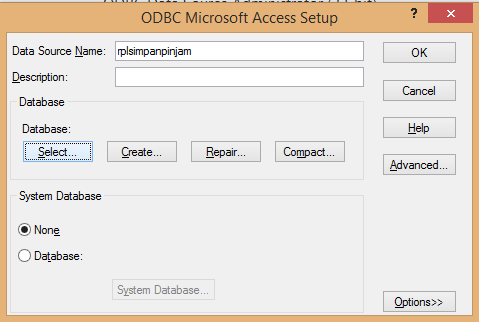 ODBC Microsoft Access Setup
? ×
Data Source Name: rplsimpanpinjam
OK
Description:
Cancel
Database
Database:
Help
Select... Create... Repair... Compact...
Advanced...
System Database
None
Database:
System Database...
Options>>